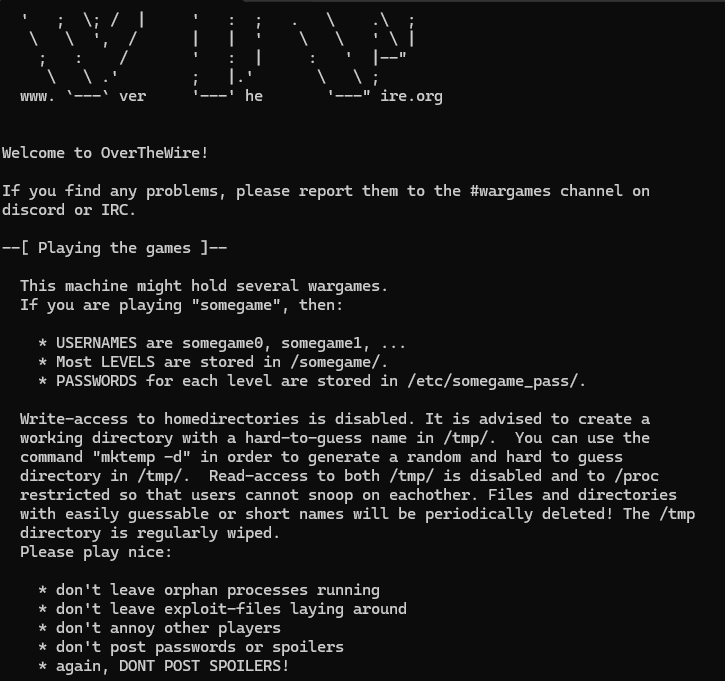 www. `---` ver     '---' he       '---" ire.org
Welcome to OverTheWire!
If you find any problems, please report them to the #wargames channel on
discord or IRC.
--[ Playing the games ]--
This machine might hold several wargames.
If you are playing "somegame", then:
* USERNAMES are somegame0, somegame1, ...
* Most LEVELS are stored in /somegame/.
* PASSWORDS for each level are stored in /etc/somegame_pass/.
Write-access to homedirectories is disabled. It is advised to create a
working directory with a hard-to-guess name in /tmp/.  You can use the
command "mktemp -d" in order to generate a random and hard to guess
directory in /tmp/.  Read-access to both /tmp/ is disabled and to /proc
restricted so that users cannot snoop on eachother. Files and directories
with easily guessable or short names will be periodically deleted! The /tmp
directory is regularly wiped.
Please play nice:
* don't leave orphan processes running
* don't leave exploit-files laying around
* don't annoy other players
* don't post passwords or spoilers
* again, DONT POST SPOILERS!